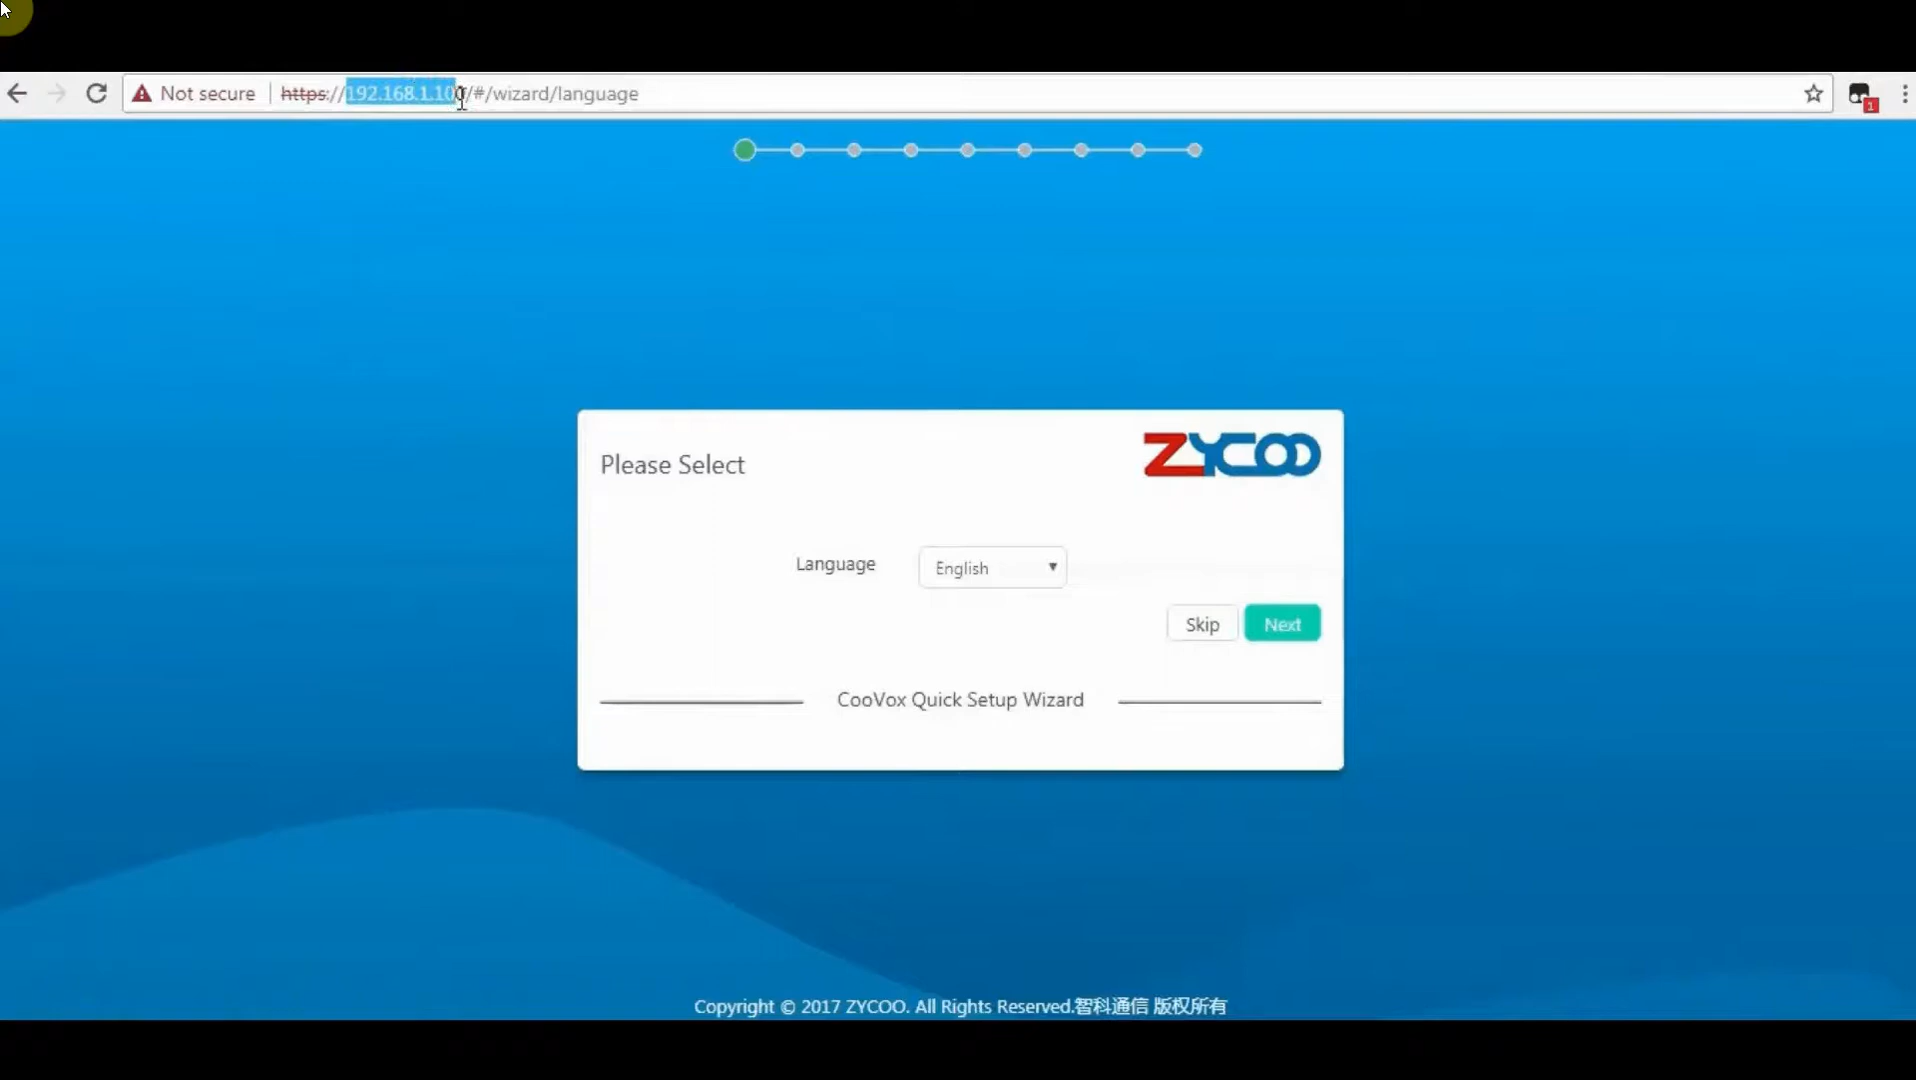 Not secure https://192.168.1.100/#/wizard/language
1
Please Select
ZYCOO
Language
English
Skip
Next
CooVox Quick Setup Wizard
Copyright © 2017 ZYCOO. All Rights Reserved.智科通信 版权所有